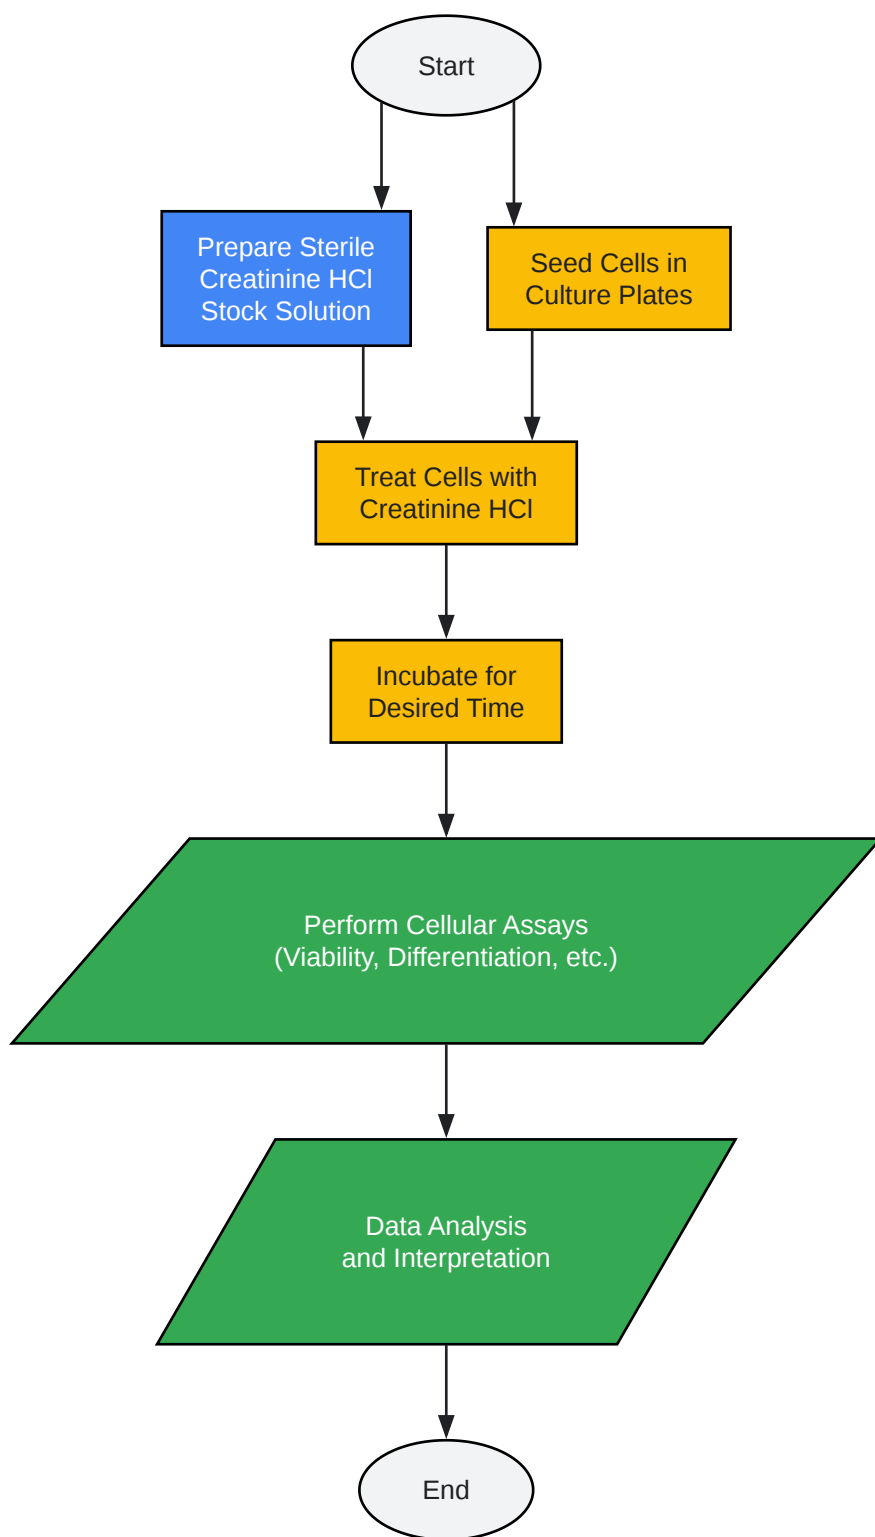 Start
Prepare Sterile
Creatinine HCl
Stock Solution
Seed Cells in
Culture Plates
Treat Cells with
Creatinine HCl
Incubate for
Desired Time
Perform Cellular Assays
(Viability, Differentiation, etc.)
Data Analysis
and Interpretation
End